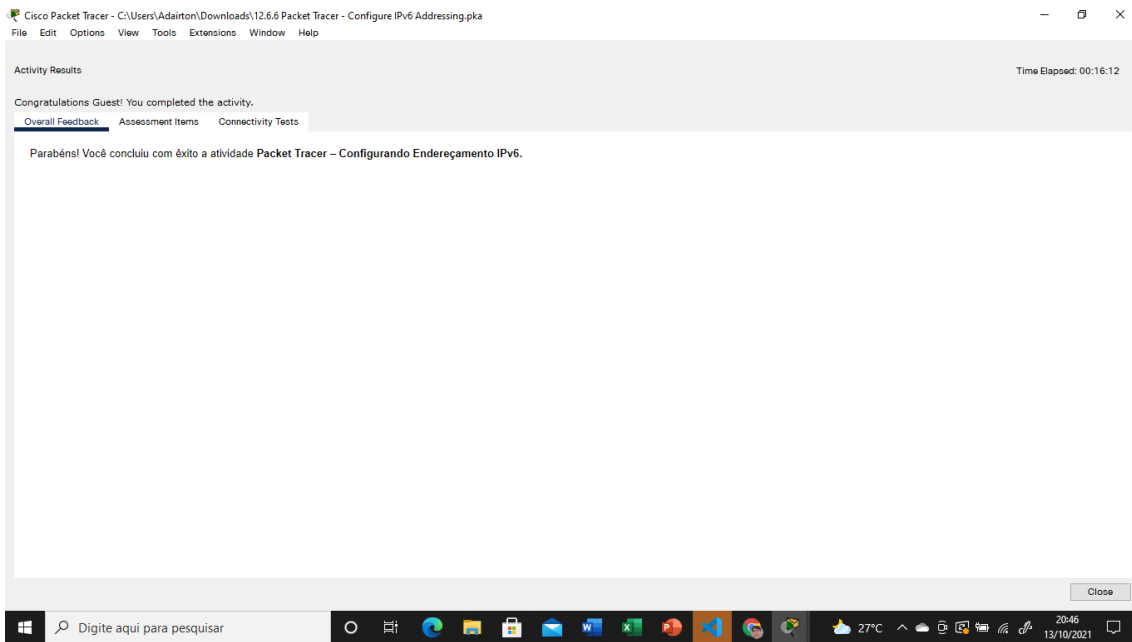 Cisco Packet Tracer - C:\Users\Adairton\Downloads\12.6.6 Packet Tracer - Configure IPv6 Addressing.pka
File Edit Options View Tools Extensions Window Help
Activity Results
Time Elapsed: 00:16:12
Congratulations Guest! You completed the activity.
Overall Feedback Assessment Items Connectivity Tests
Parabéns! Você concluiu com êxito a atividade Packet Tracer – Configurando Endereçamento IPv6.
Close
Digite aqui para pesquisar
27°C
20:46
13/10/2021